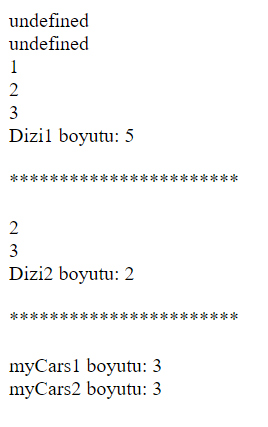 undefined
undefined
1
2
3
Dizi1 boyutu: 5
***********************
2
3
Dizi2 boyutu: 2
***********************
myCars1 boyutu: 3
myCars2 boyutu: 3